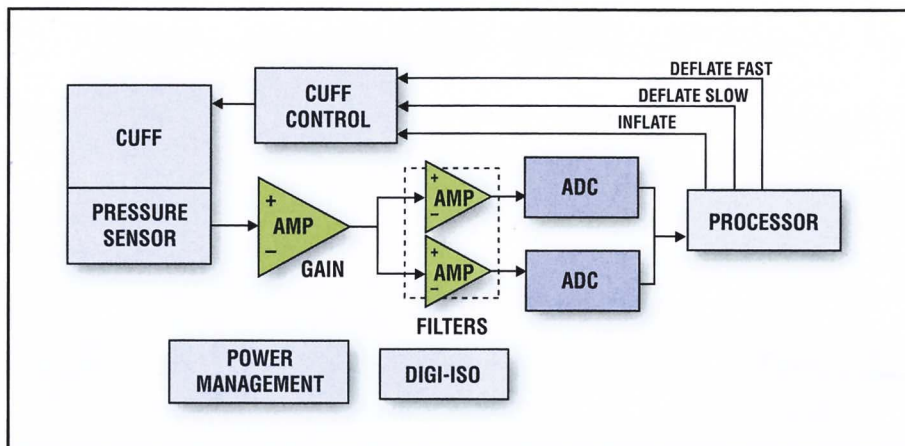 DEFLATE FAST
CUFF
CONTROL
DEFLATE SLOW
INFLATE
CUFF
PRESSURE
SENSOR
+
AMP
−
GAIN
+
AMP
−
+
AMP
−
FILTERS
ADC
ADC
PROCESSOR
POWER
MANAGEMENT
DIGI-ISO